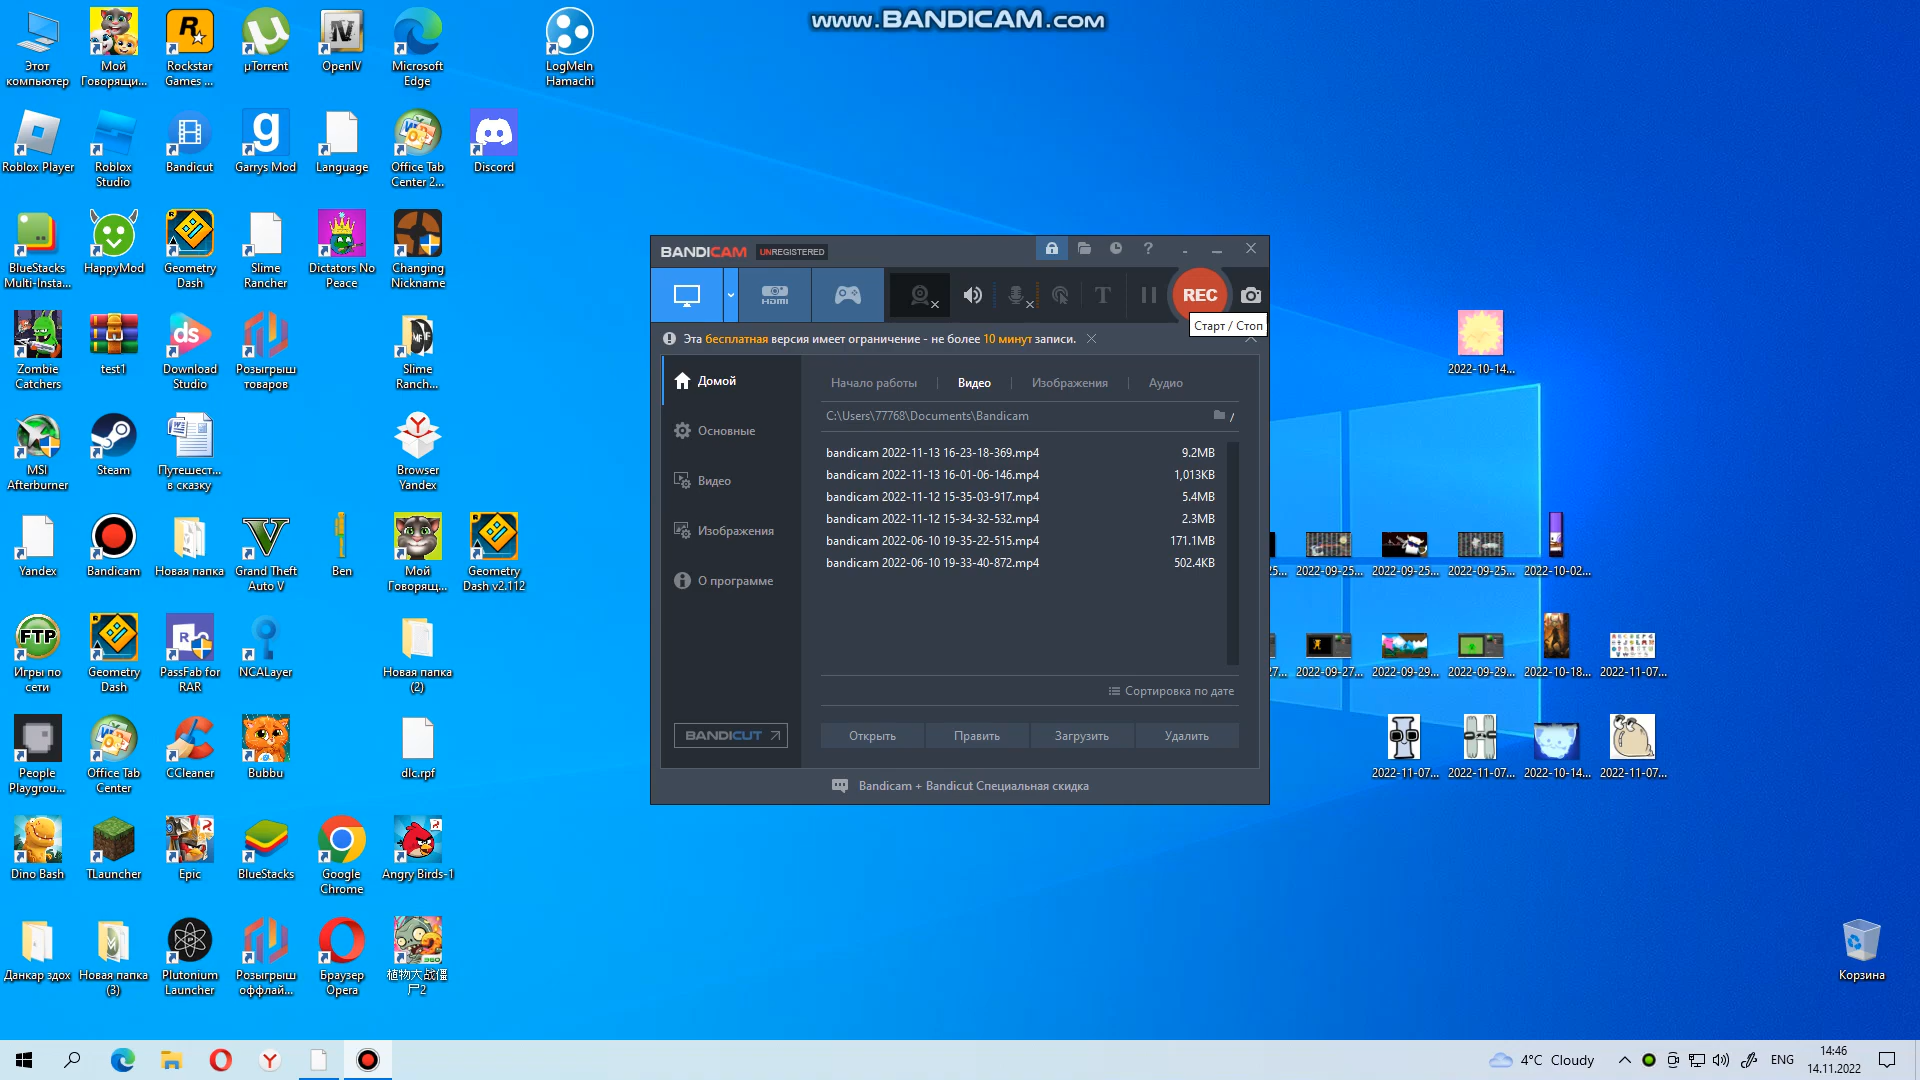 www.BANDICAM.com
Этот
компьютер
Мой
Говорящи...
Rockstar
Games ...
µTorrent
OpenIV
Microsoft
Edge
LogMeIn
Hamachi
Roblox Player
Roblox
Studio
Bandicut
Garrys Mod
Language
Office Tab
Center 2...
Discord
BlueStacks
Multi-Insta...
HappyMod
Geometry
Dash
Slime
Rancher
Dictators No
Peace
Changing
Nickname
Zombie
Catchers
test1
Download
Studio
Розыгрыш
товаров
Slime
Ranch...
MSI
Afterburner
Steam
Путешест...
в сказку
Browser
Yandex
Yandex
Bandicam
Новая папка
Grand Theft
Auto V
Ben
Мой
Говорящ...
Geometry
Dash v2.112
Игры по
сети
Geometry
Dash
PassFab for
RAR
NCALayer
Новая папка
(2)
People
Playgrou...
Office Tab
Center
CCleaner
Bubbu
dlc.rpf
Dino Bash
TLauncher
Epic
BlueStacks
Google
Chrome
Angry Birds-1
Данкар здох
Новая папка
(3)
Plutonium
Launcher
Розыгрыш
оффлай...
Браузер
Opera
植物大战僵
尸2
BANDICAM UNREGISTERED
HDMI
T
REC
Старт / Стоп
Эта бесплатная версия имеет ограничение - не более 10 минут записи.
Домой
Основные
Видео
Изображения
О программе
BANDICUT
Начало работы
Видео
Изображения
Аудио
C:\Users\77768\Documents\Bandicam
bandicam 2022-11-13 16-23-18-369.mp4 9.2MB
bandicam 2022-11-13 16-01-06-146.mp4 1,013KB
bandicam 2022-11-12 15-35-03-917.mp4 5.4MB
bandicam 2022-11-12 15-34-32-532.mp4 2.3MB
bandicam 2022-06-10 19-35-22-515.mp4 171.1MB
bandicam 2022-06-10 19-33-40-872.mp4 502.4KB
Сортировка по дате
Открыть
Править
Загрузить
Удалить
Bandicam + Bandicut Специальная скидка
2022-10-14...
25...
2022-09-25...
2022-09-25...
2022-09-25...
2022-10-02...
27...
2022-09-27...
2022-09-29...
2022-09-29...
2022-10-18...
2022-11-07...
2022-11-07...
2022-11-07...
2022-10-14...
2022-11-07...
Корзина
4°C Cloudy
ENG
14:46
14.11.2022